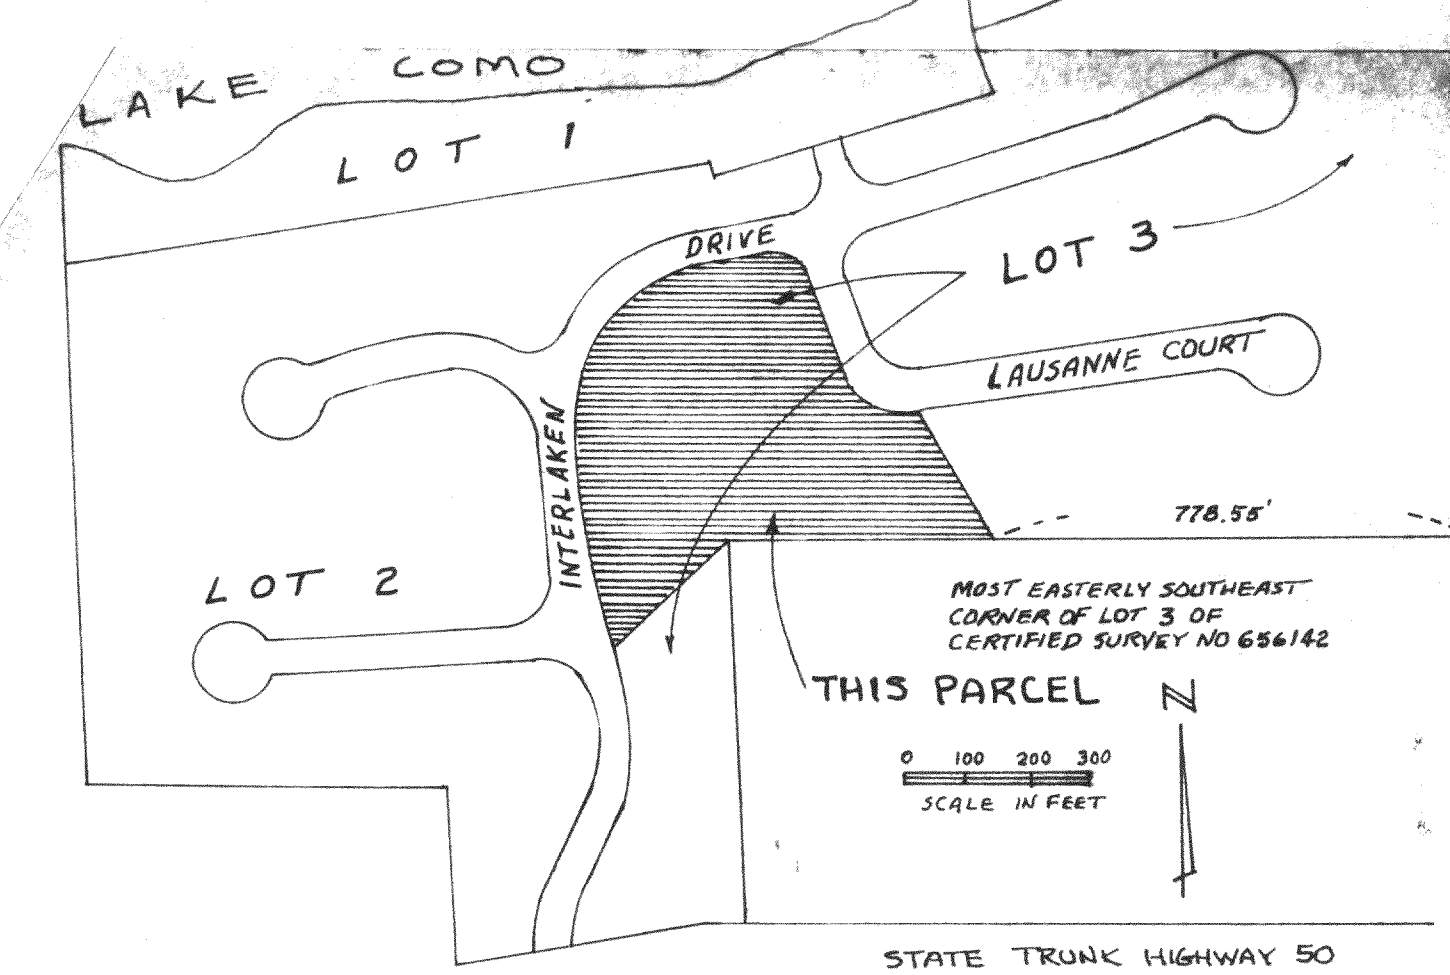 LAKE COMO
LOT 1
DRIVE
LOT 3
LAUSANNE COURT
INTERLAKEN
778.55'
LOT 2
MOST EASTERLY SOUTHEAST
CORNER OF LOT 3 OF
CERTIFIED SURVEY NO 656142
THIS PARCEL
N
0 100 200 300
SCALE IN FEET
STATE TRUNK HIGHWAY 50